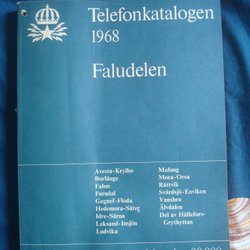 Telefonkatalogen
1968
Faludelen
Avesta-Krylbo
Borlänge
Falun
Furudal
Gagnef-Floda
Hedemora-Säter
Idre-Särna
Leksand-Insjön
Ludvika
Malung
Mora-Orsa
Rättvik
Svärdsjö-Enviken
Vansbro
Älvdalen
Del av Hällefors-
Grythyttan